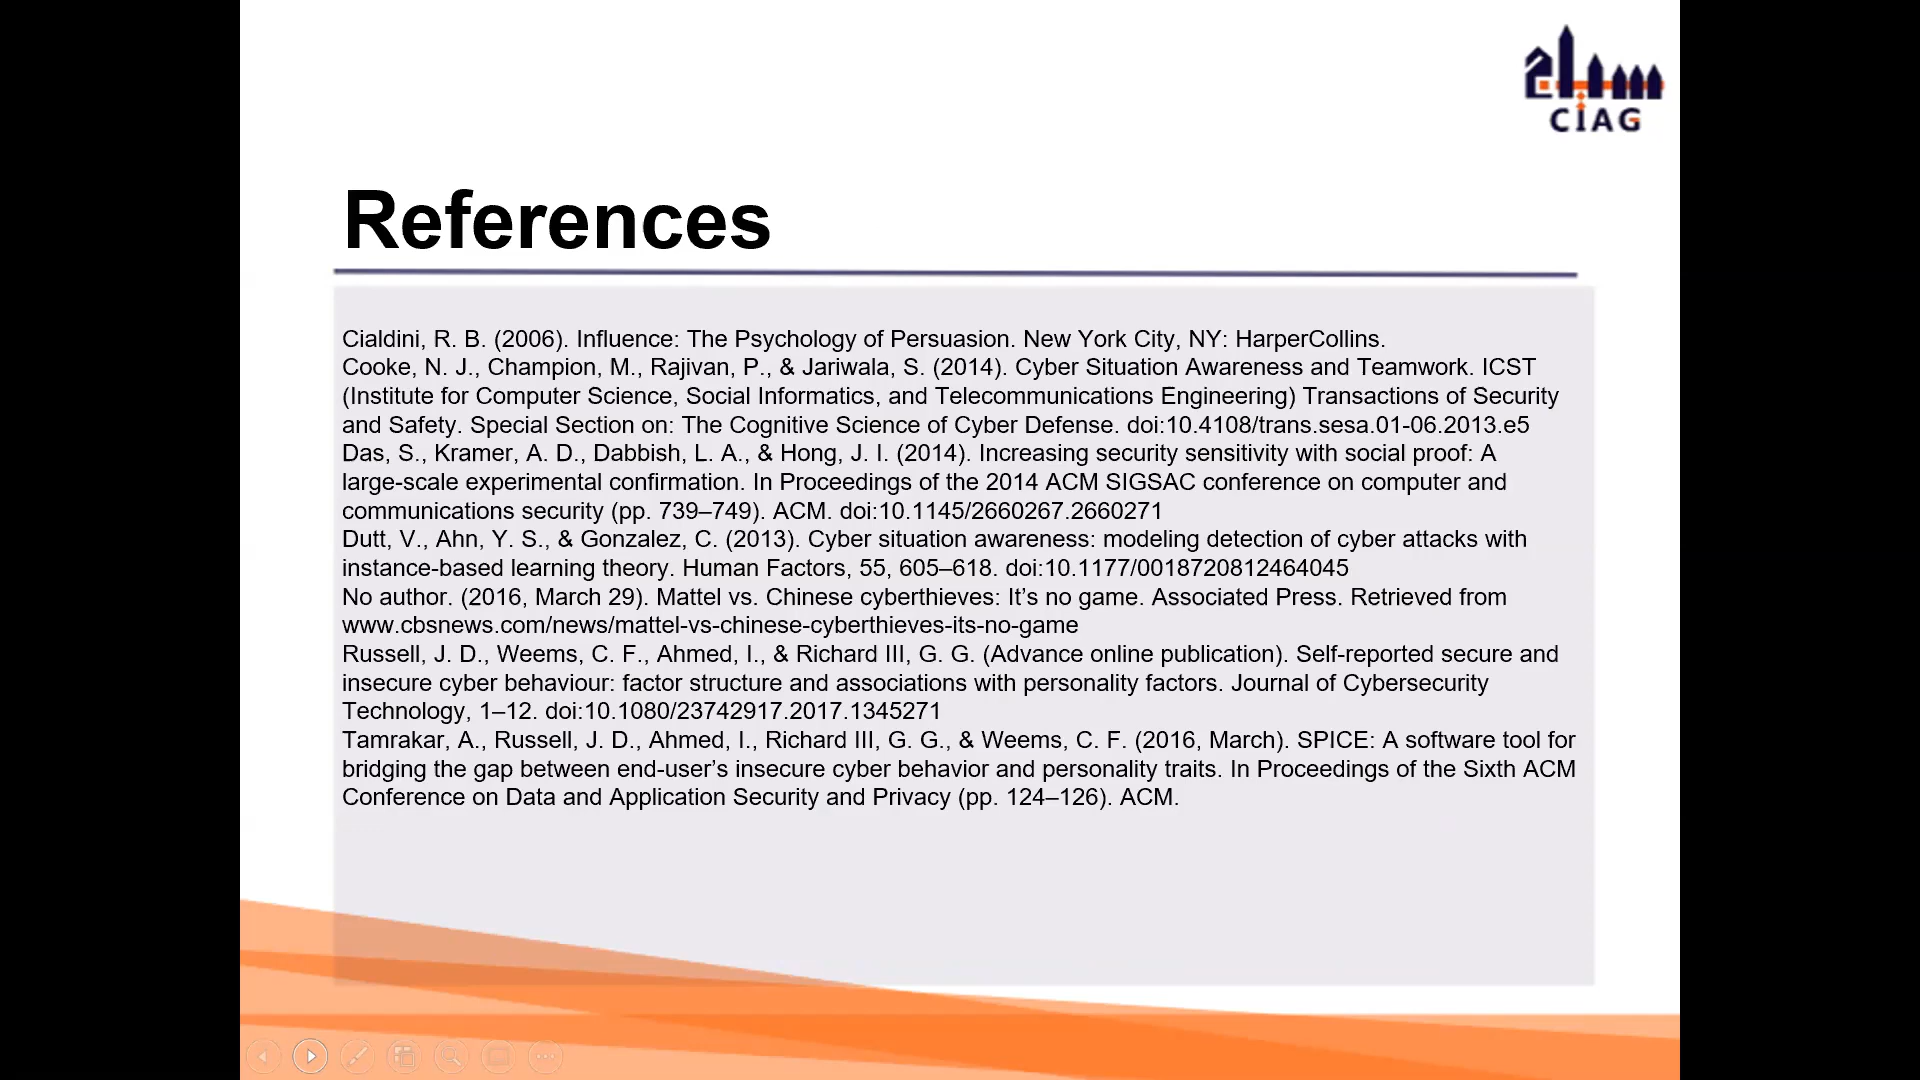 CIAG
References
Cialdini, R. B. (2006). Influence: The Psychology of Persuasion. New York City, NY: HarperCollins.
Cooke, N. J., Champion, M., Rajivan, P., & Jariwala, S. (2014). Cyber Situation Awareness and Teamwork. ICST
(Institute for Computer Science, Social Informatics, and Telecommunications Engineering) Transactions of Security
and Safety. Special Section on: The Cognitive Science of Cyber Defense. doi:10.4108/trans.sesa.01-06.2013.e5
Das, S., Kramer, A. D., Dabbish, L. A., & Hong, J. I. (2014). Increasing security sensitivity with social proof: A
large-scale experimental confirmation. In Proceedings of the 2014 ACM SIGSAC conference on computer and
communications security (pp. 739–749). ACM. doi:10.1145/2660267.2660271
Dutt, V., Ahn, Y. S., & Gonzalez, C. (2013). Cyber situation awareness: modeling detection of cyber attacks with
instance-based learning theory. Human Factors, 55, 605–618. doi:10.1177/0018720812464045
No author. (2016, March 29). Mattel vs. Chinese cyberthieves: It’s no game. Associated Press. Retrieved from
www.cbsnews.com/news/mattel-vs-chinese-cyberthieves-its-no-game
Russell, J. D., Weems, C. F., Ahmed, I., & Richard III, G. G. (Advance online publication). Self-reported secure and
insecure cyber behaviour: factor structure and associations with personality factors. Journal of Cybersecurity
Technology, 1–12. doi:10.1080/23742917.2017.1345271
Tamrakar, A., Russell, J. D., Ahmed, I., Richard III, G. G., & Weems, C. F. (2016, March). SPICE: A software tool for
bridging the gap between end-user’s insecure cyber behavior and personality traits. In Proceedings of the Sixth ACM
Conference on Data and Application Security and Privacy (pp. 124–126). ACM.